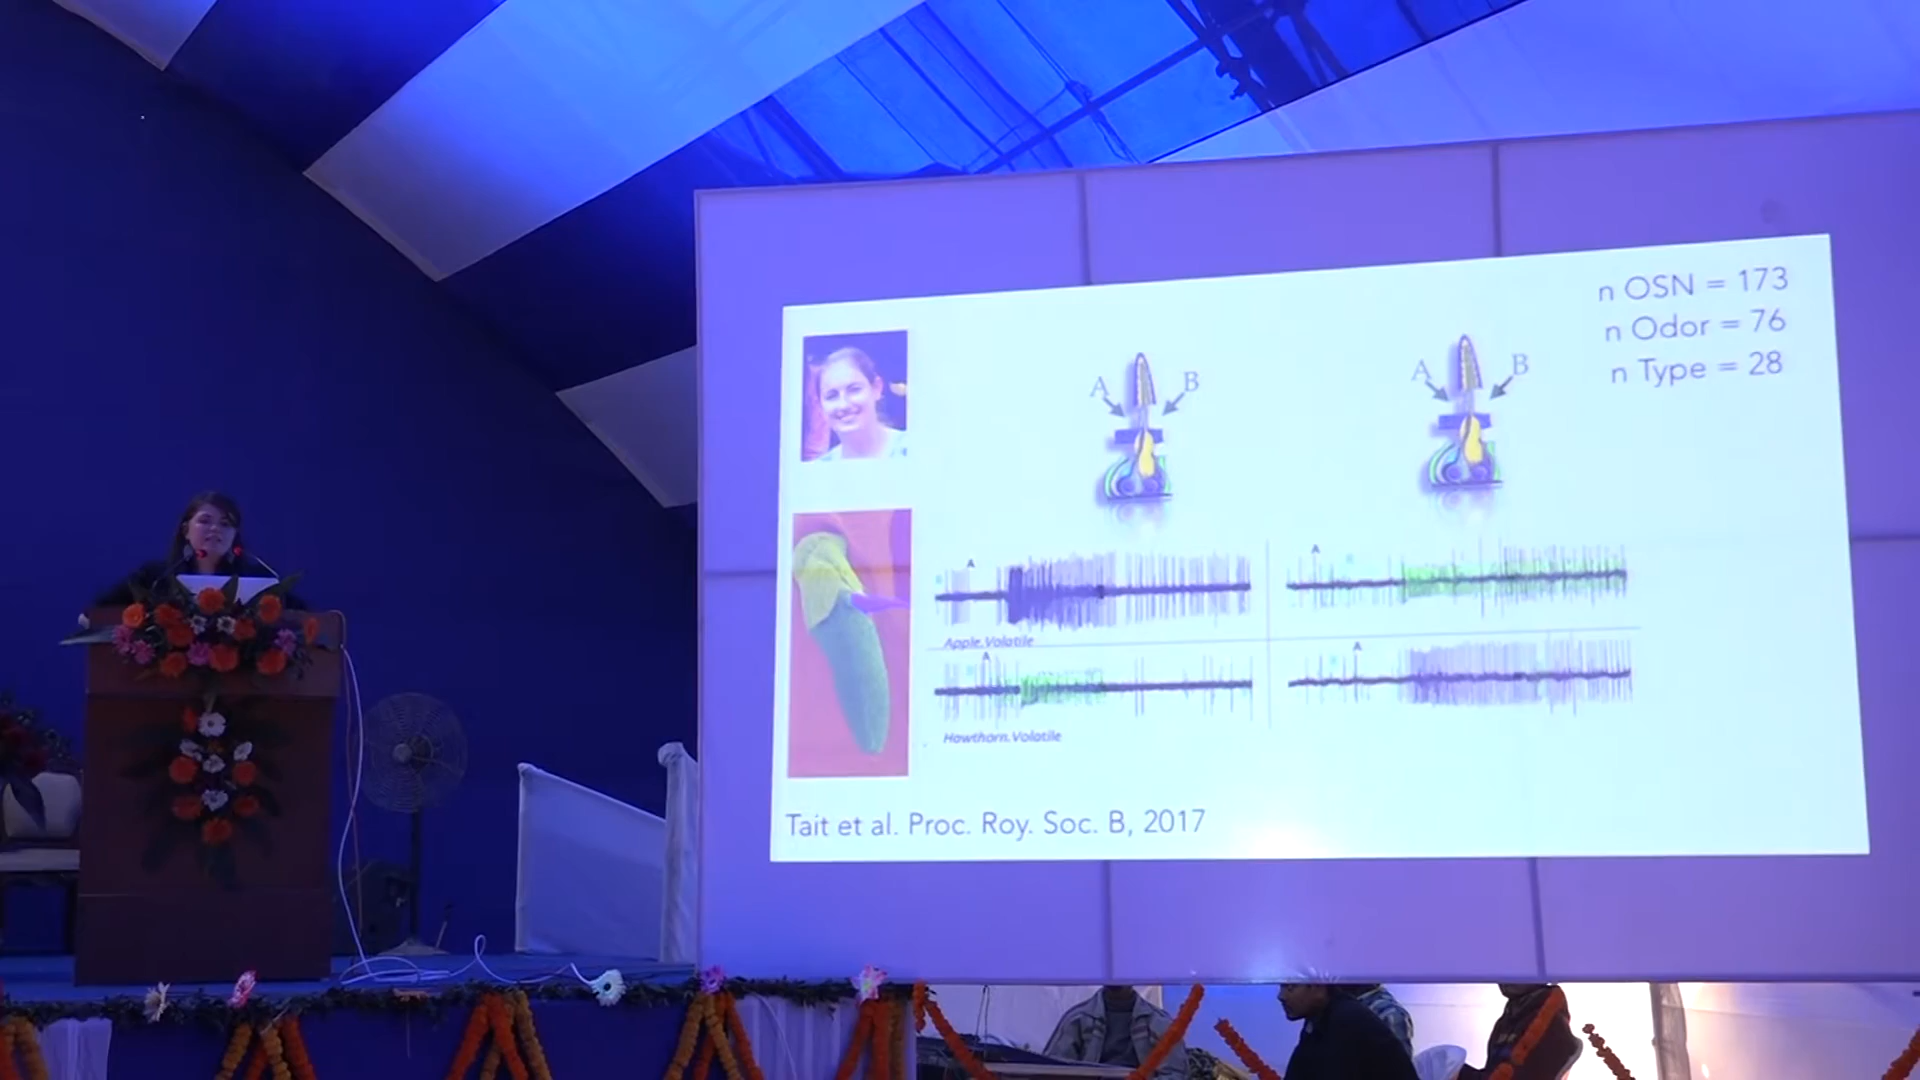 n OSN = 173
n Odor = 76
n Type = 28
A B
A B
A
A
Apple.Volatile
A
A
Hawthorn.Volatile
Tait et al. Proc. Roy. Soc. B, 2017